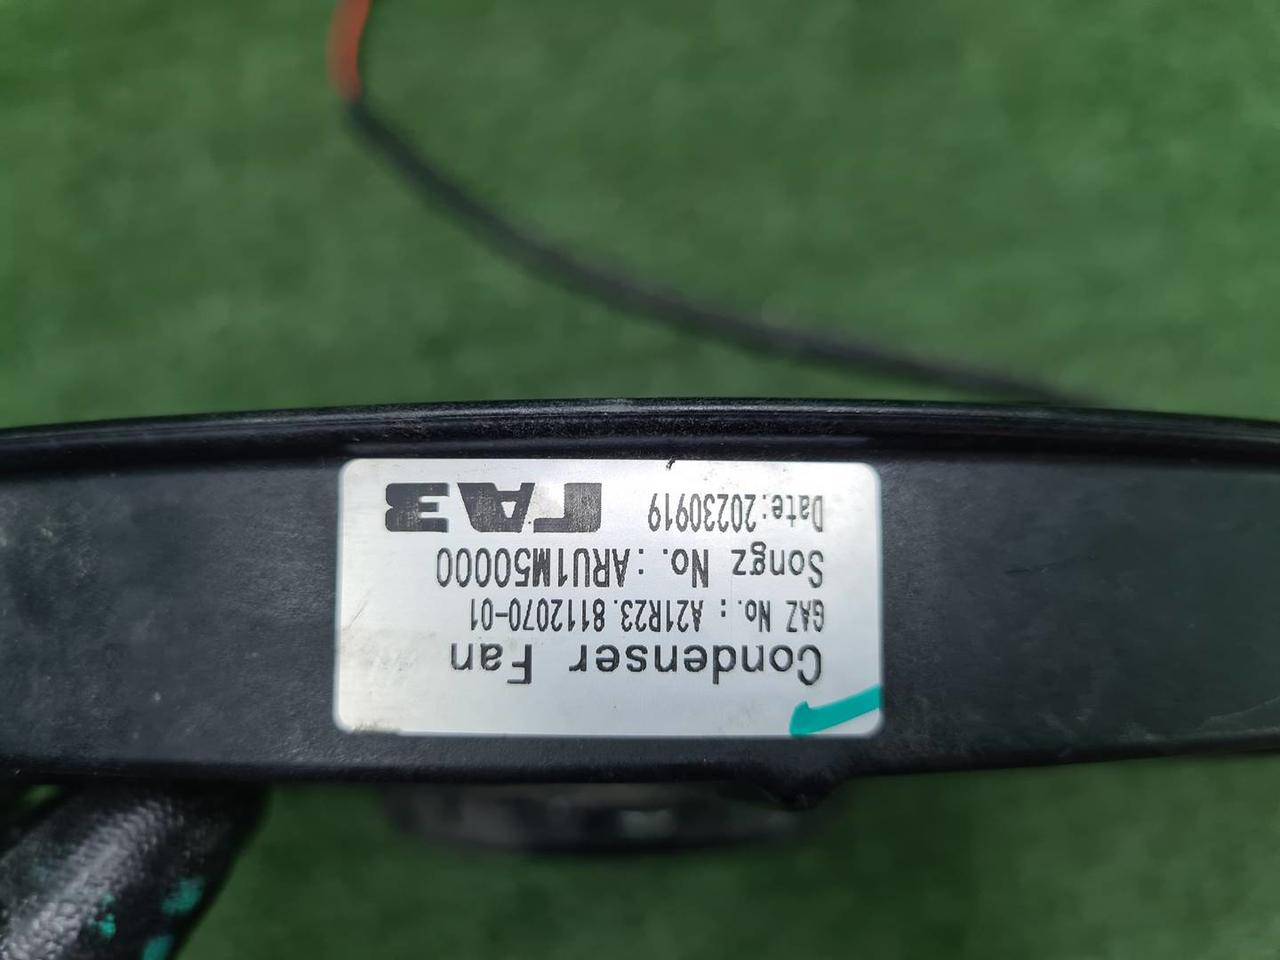 Condenser Fan
GAZ No.: A21R23.8112070-01
Songz No.:ARU1M50000
Date:20230919 ГАЗ